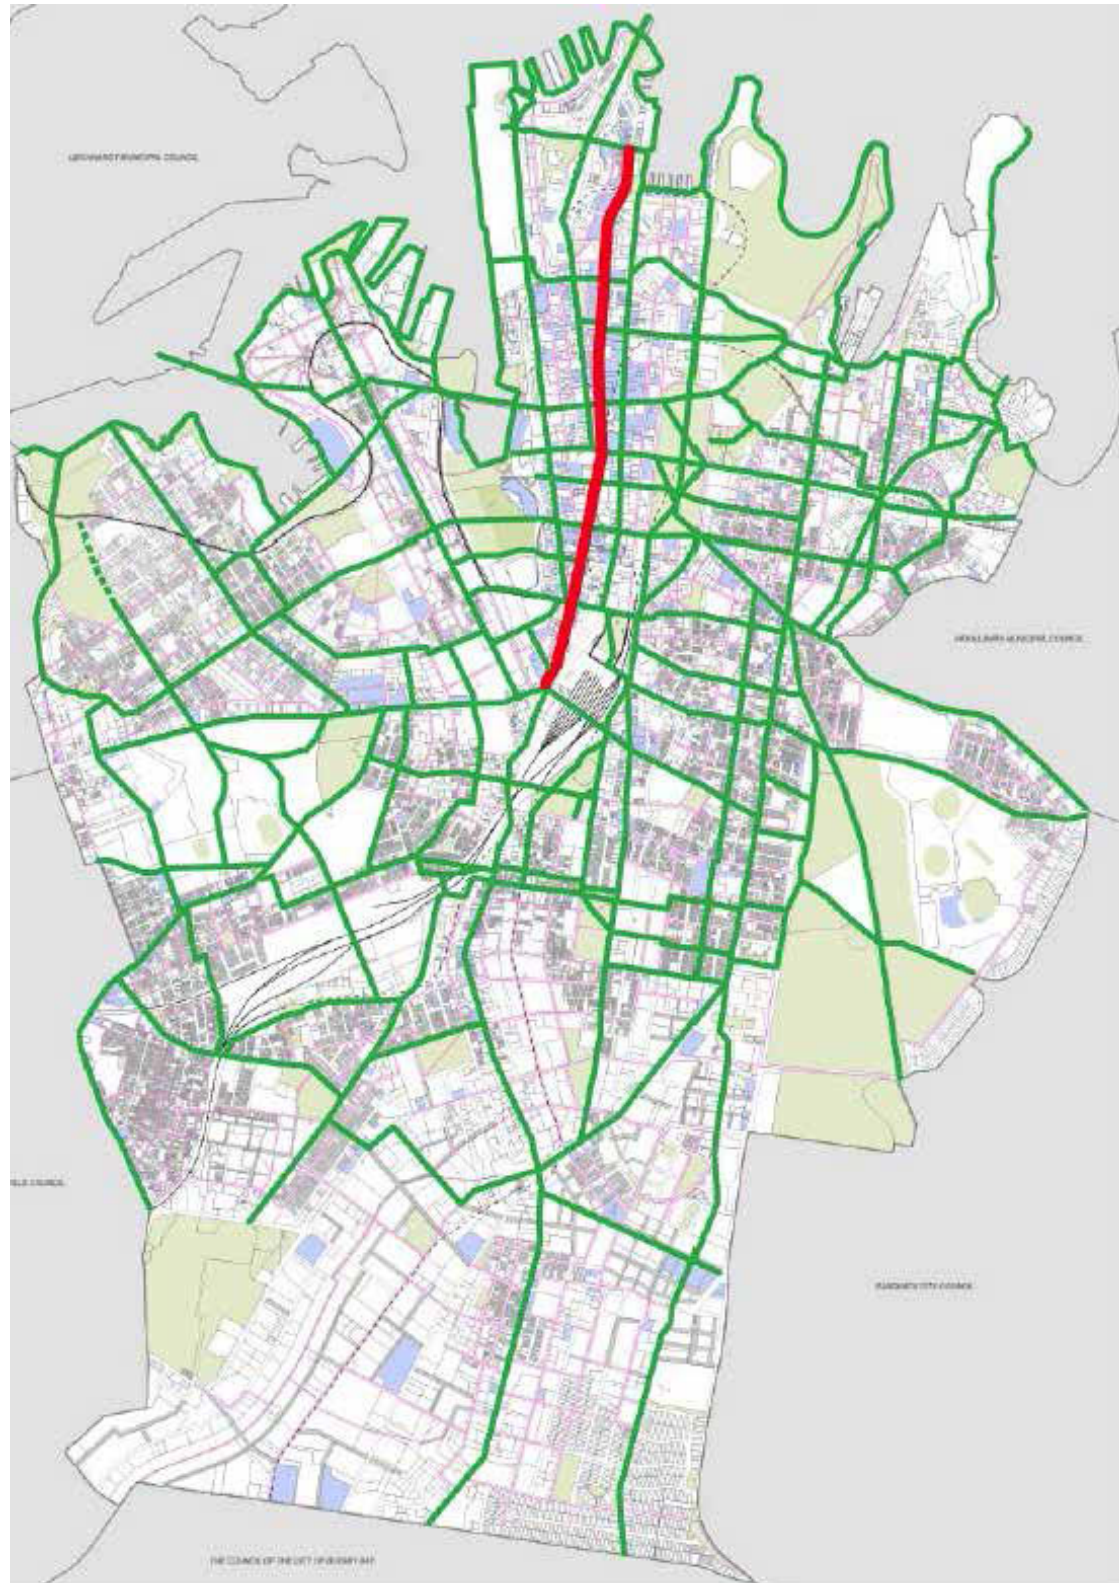 LEICHHARDT MUNICIPAL COUNCIL
WOOLLAHRA MUNICIPAL COUNCIL
COUNCIL
RANDWICK CITY COUNCIL
THE COUNCIL OF THE CITY OF BOTANY BAY